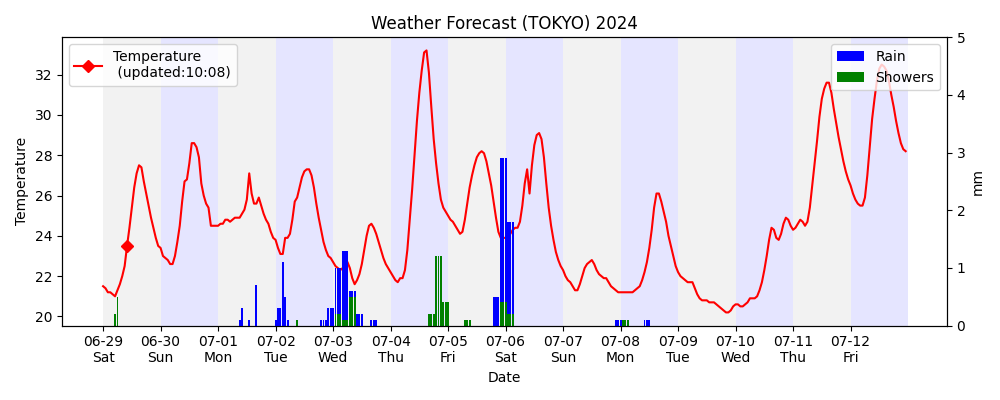 Weather Forecast (TOKYO) 2024
Temperature
(updated:10:08)
Rain
Showers
Temperature
32
30
28
26
24
22
20
5
4
3
2
1
0
mm
06-29 06-30 07-01 07-02 07-03 07-04 07-05 07-06 07-07 07-08 07-09 07-10 07-11 07-12
Sat Sun Mon Tue Wed Thu Fri Sat Sun Mon Tue Wed Thu Fri
Date